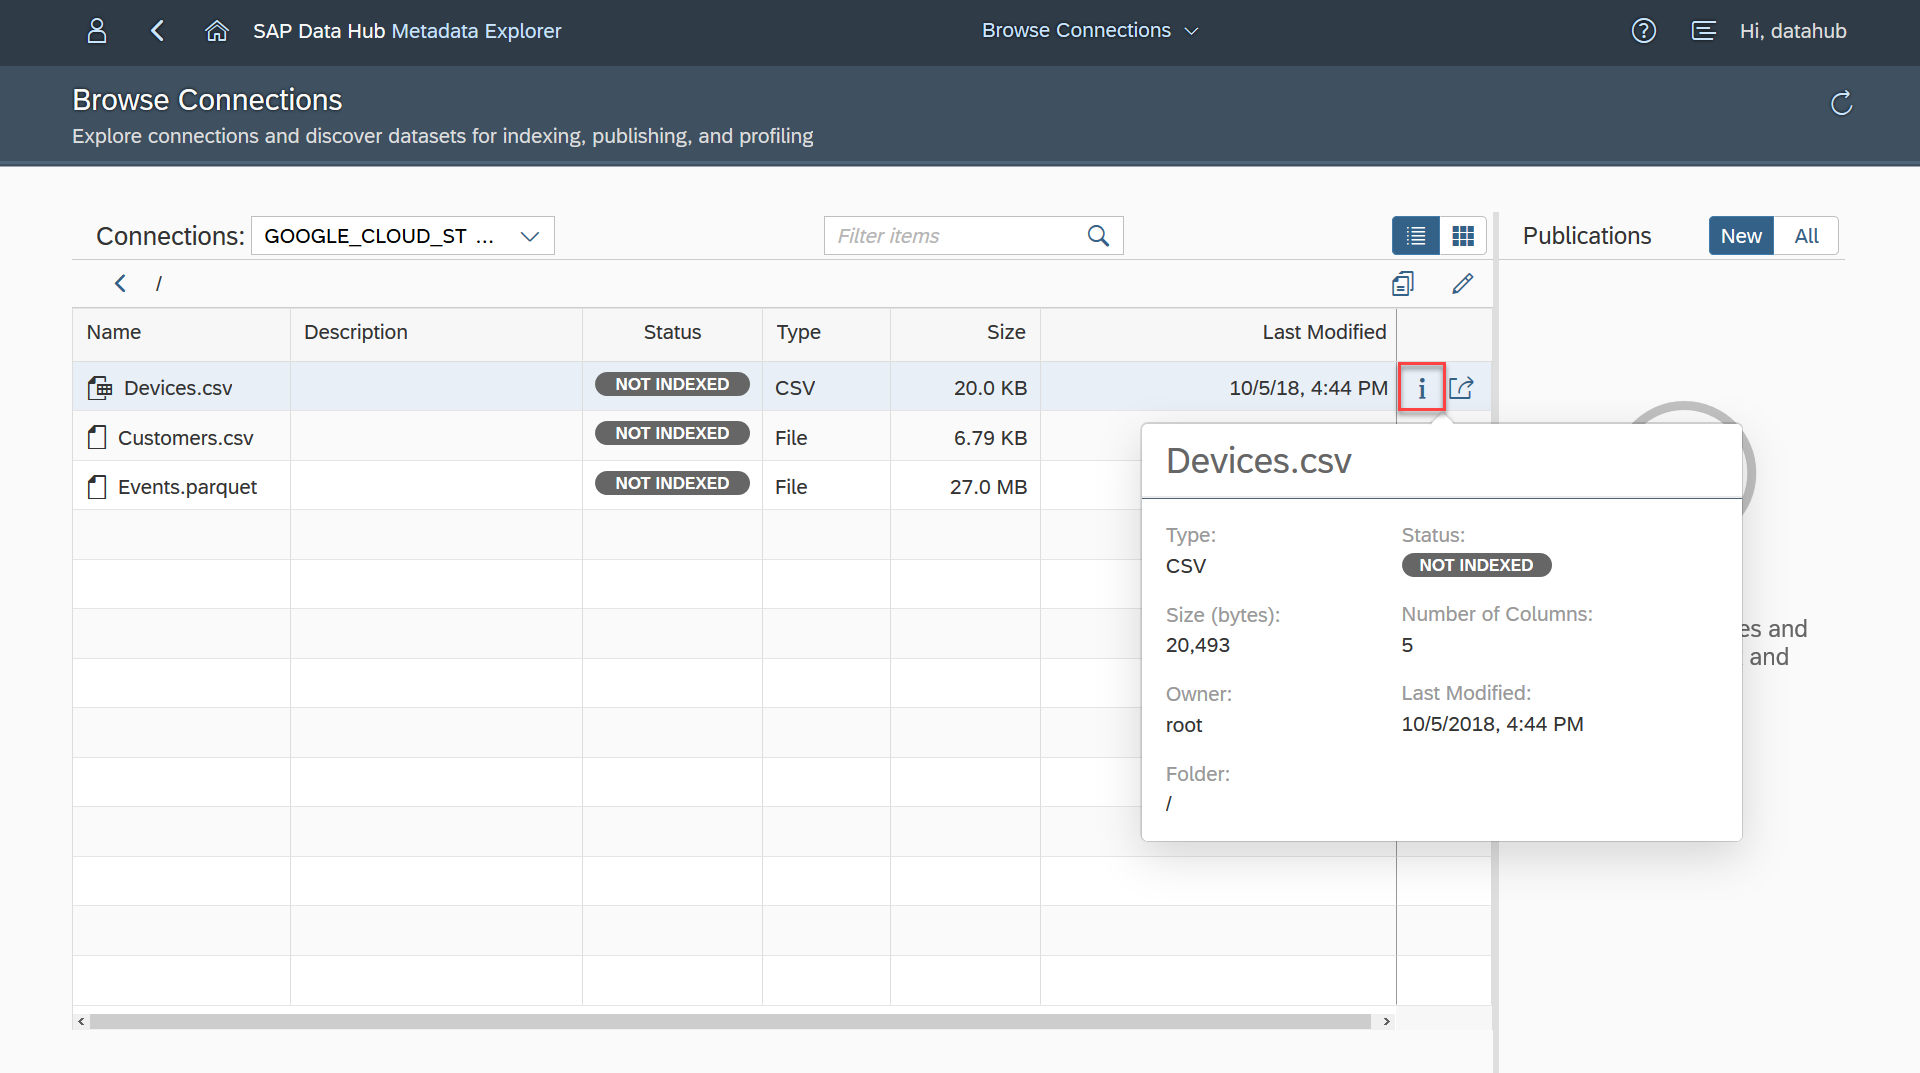 SAP Data Hub Metadata Explorer
Browse Connections
Hi, datahub
Browse Connections
Explore connections and discover datasets for indexing, publishing, and profiling
Connections: GOOGLE_CLOUD_ST ...
Filter items
Publications
New
All
/
Name Description Status Type Size Last Modified
Devices.csv NOT INDEXED CSV 20.0 KB 10/5/18, 4:44 PM
Customers.csv NOT INDEXED File 6.79 KB
Events.parquet NOT INDEXED File 27.0 MB
Devices.csv
Type: Status:
CSV NOT INDEXED
Size (bytes): Number of Columns:
20,493 5
Owner: Last Modified:
root 10/5/2018, 4:44 PM
Folder:
/
and
and